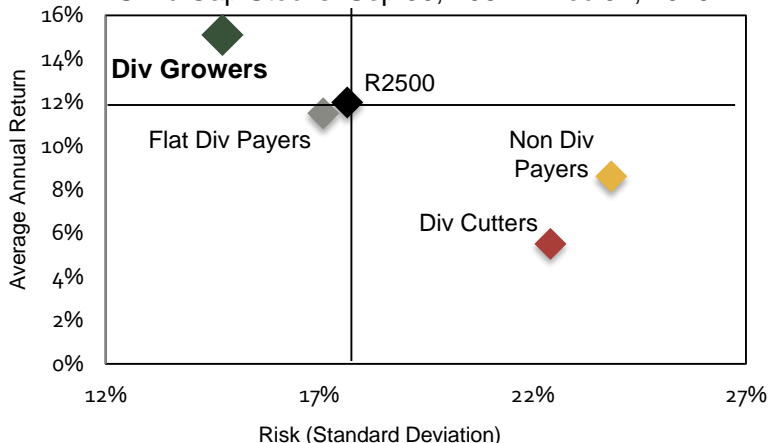 16%
14%
12%
10%
8%
6%
4%
2%
0%
Average Annual Return
Div Growers
R2500
Flat Div Payers
Non Div
Payers
Div Cutters
12%
17%
22%
27%
Risk (Standard Deviation)